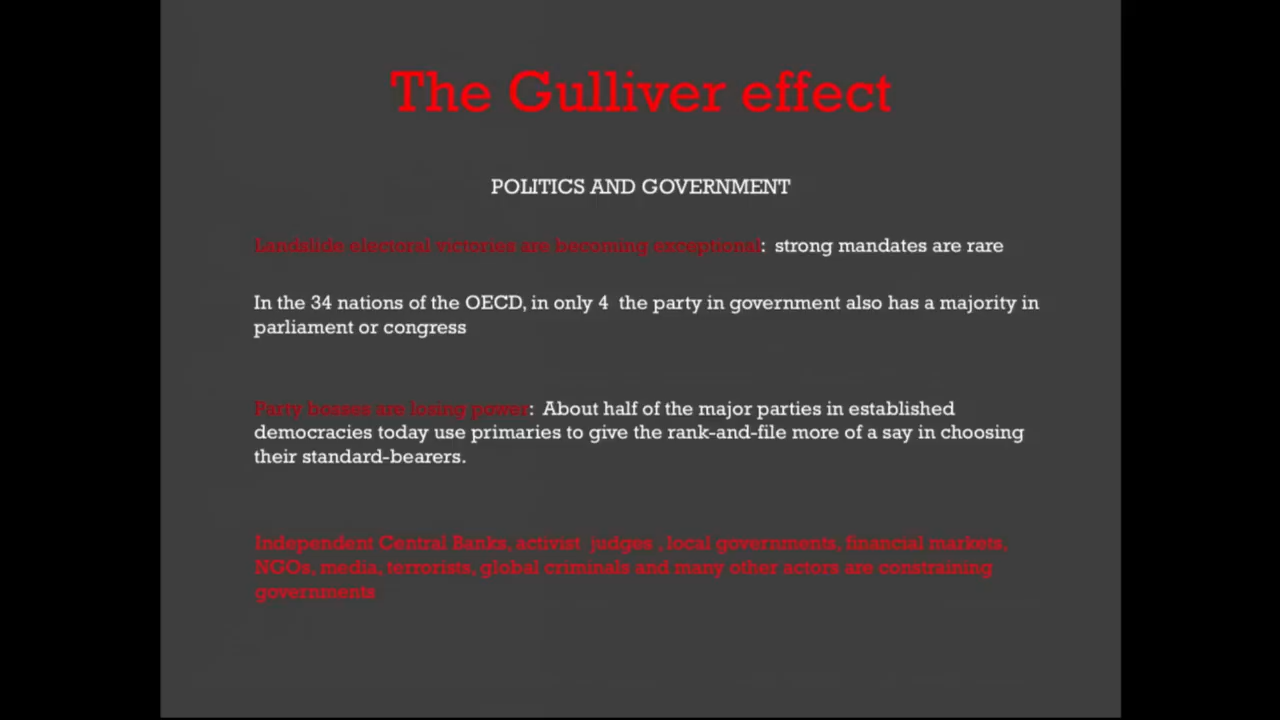 The Gulliver effect
POLITICS AND GOVERNMENT
Landslide electoral victories are becoming exceptional: strong mandates are rare
In the 34 nations of the OECD, in only 4 the party in government also has a majority in
parliament or congress
Party bosses are losing power: About half of the major parties in established
democracies today use primaries to give the rank-and-file more of a say in choosing
their standard-bearers.
Independent Central Banks, activist judges , local governments, financial markets,
NGOs, media, terrorists, global criminals and many other actors are constraining
governments